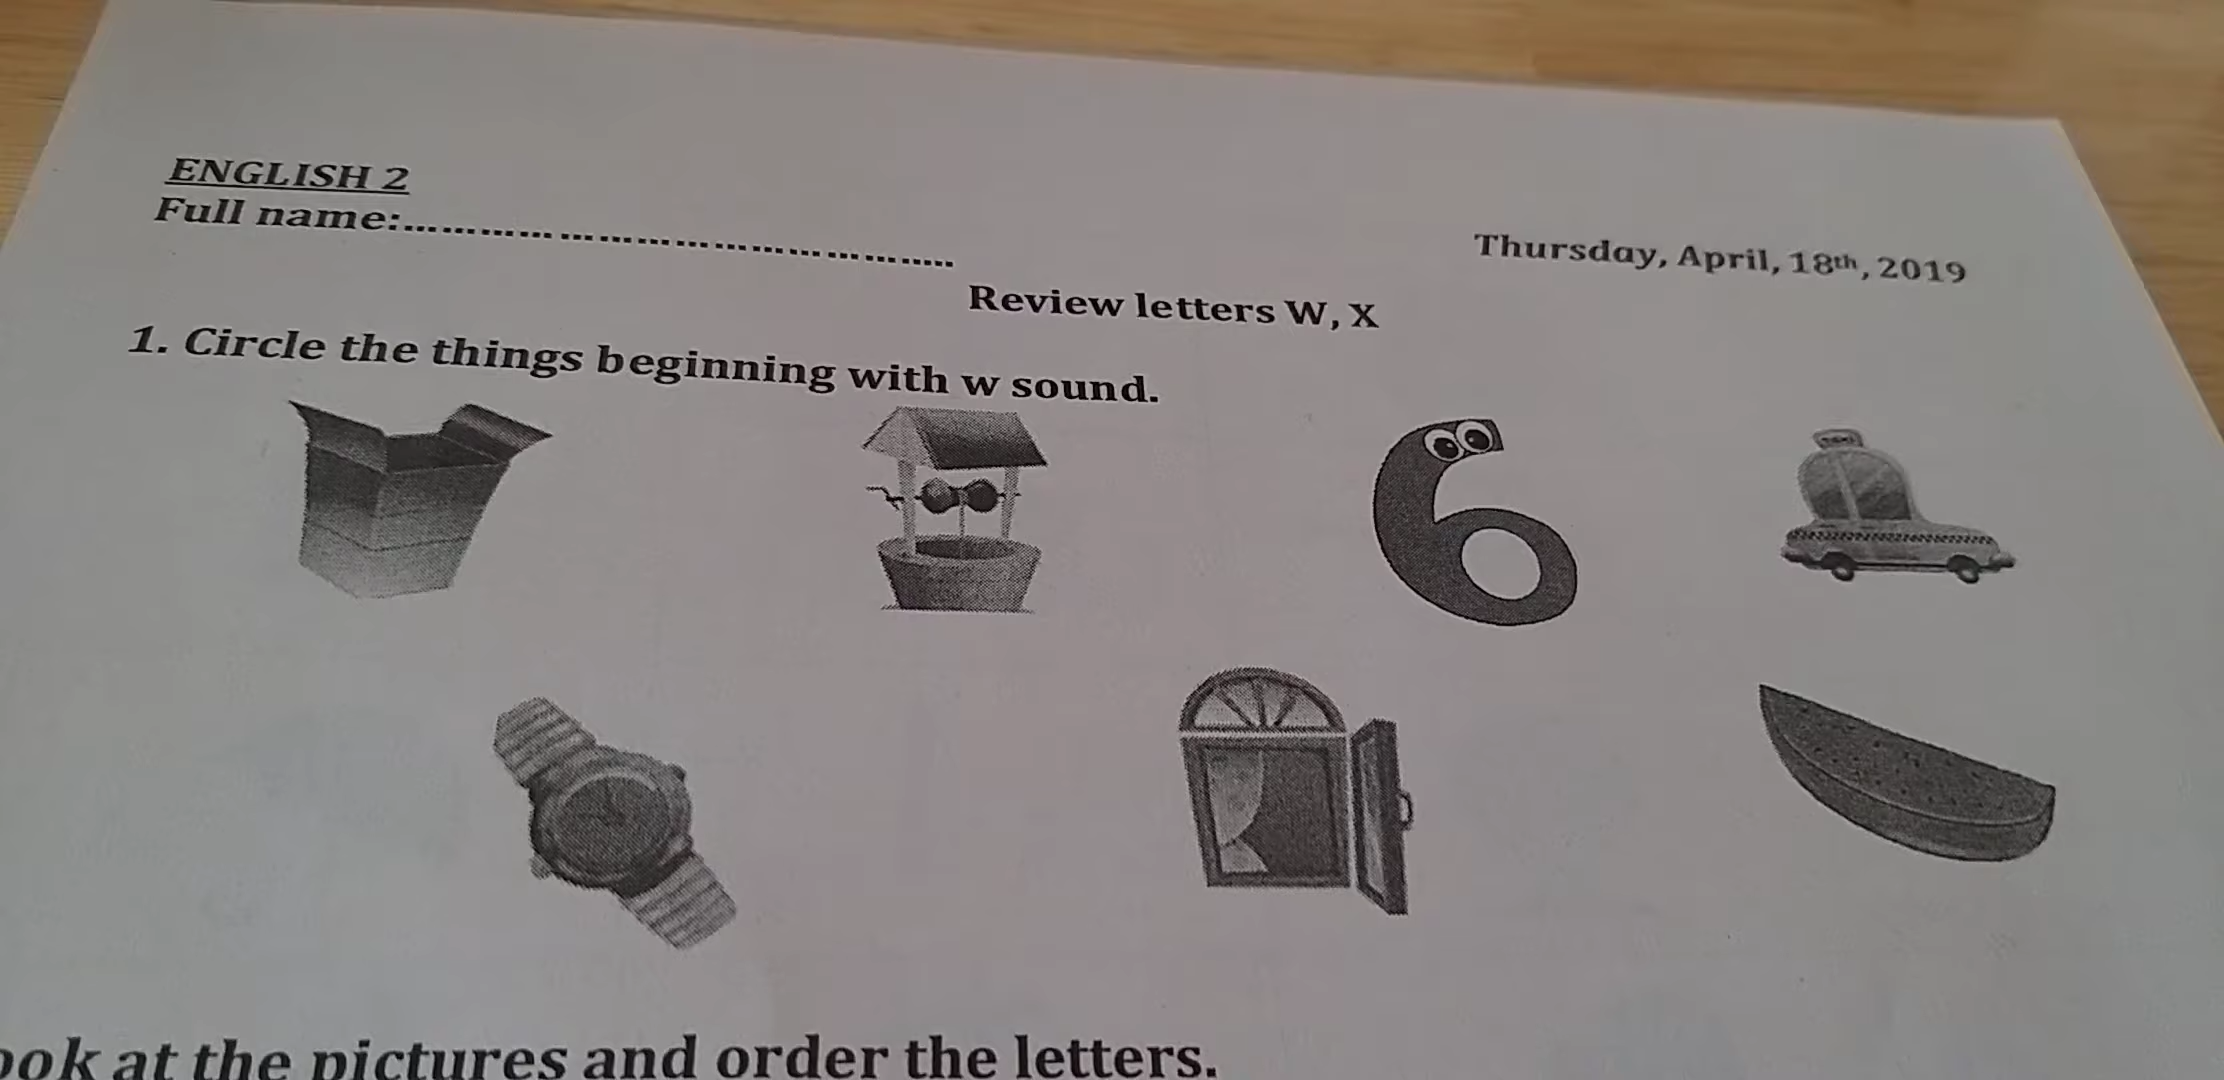 ENGLISH 2
Full name:...............................................
Thursday, April, 18th, 2019
Review letters W, X
1. Circle the things beginning with w sound.
TAXI
ook at the pictures and order the letters.